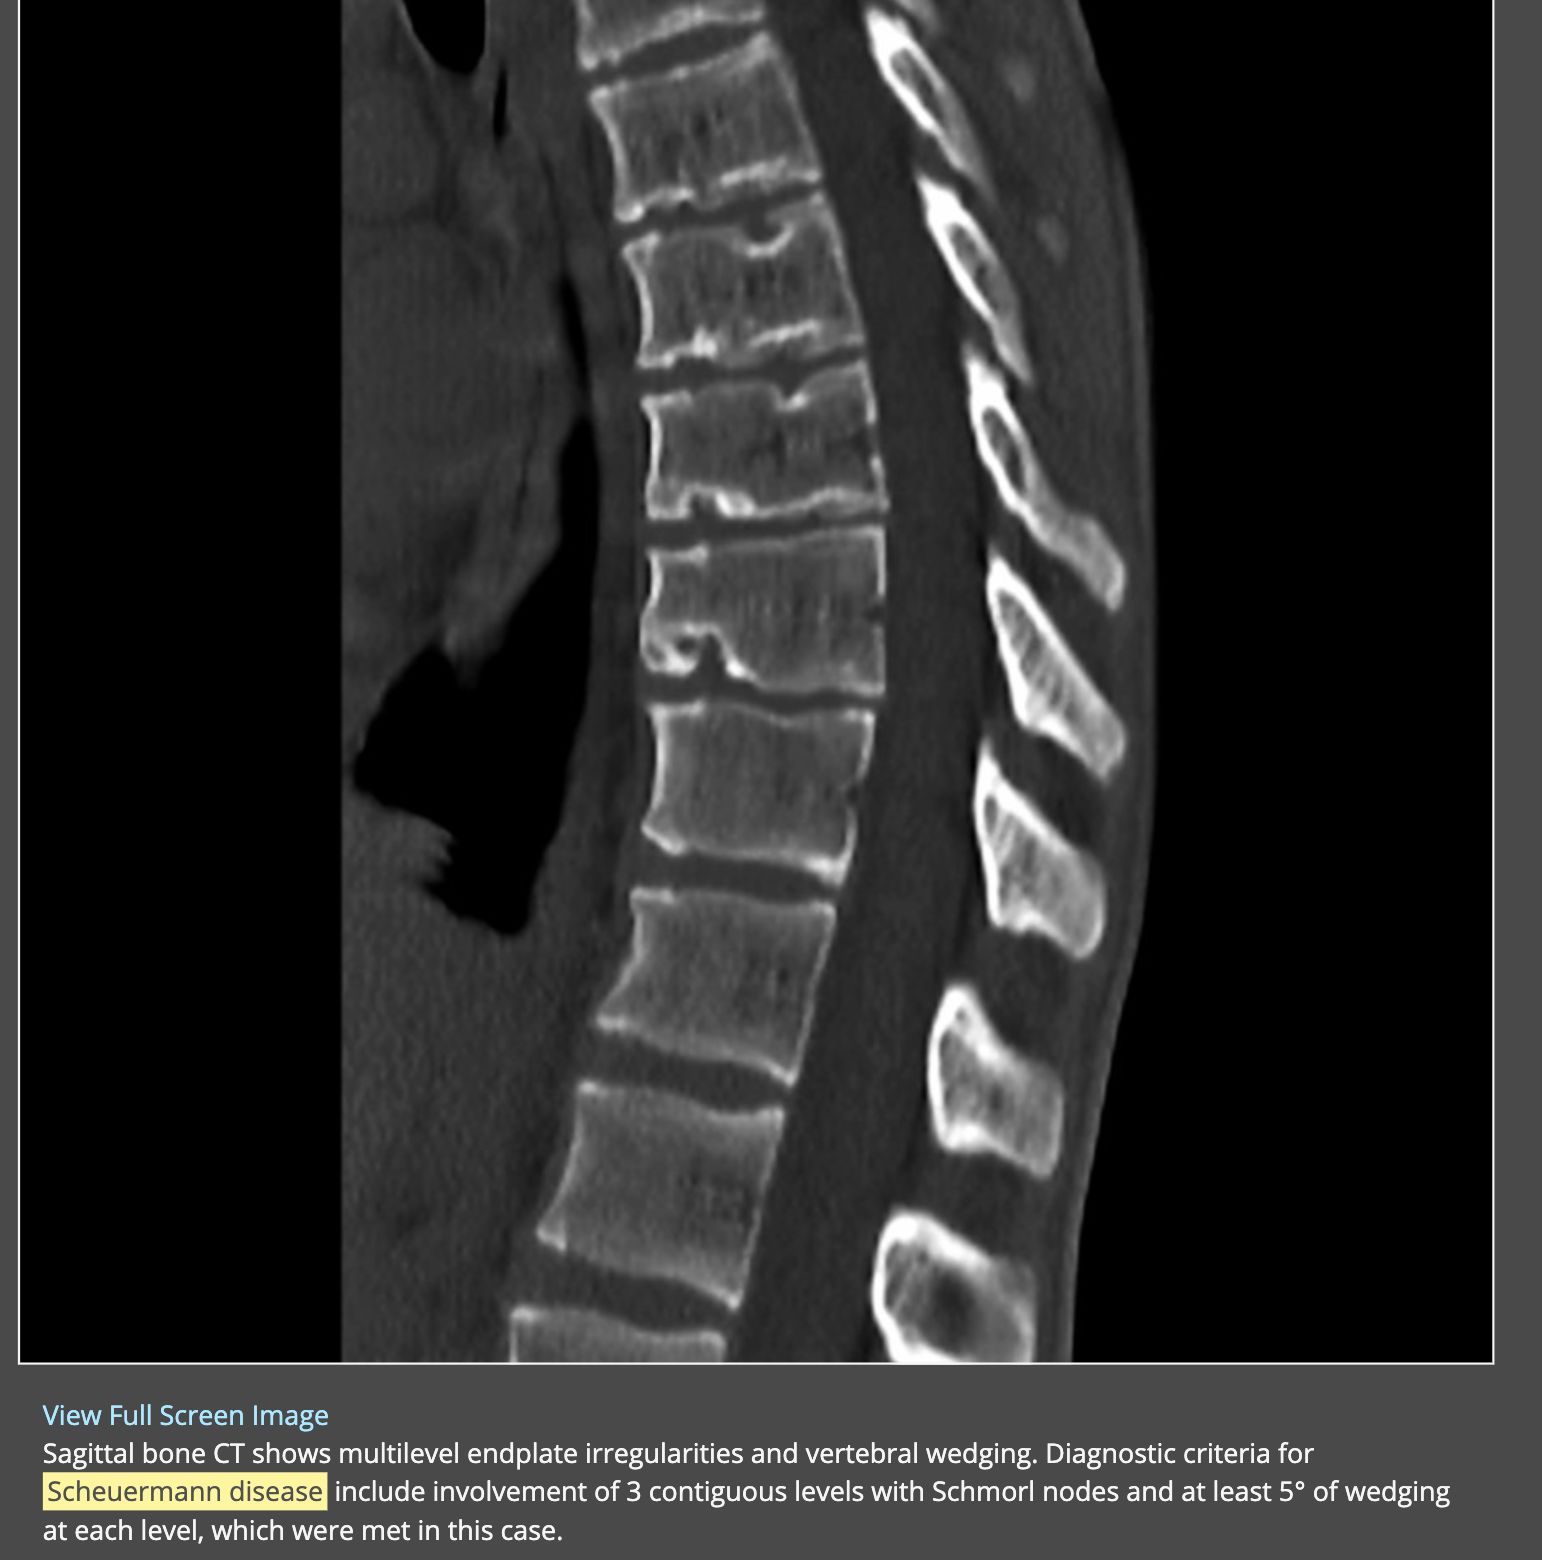 View Full Screen Image
Sagittal bone CT shows multilevel endplate irregularities and vertebral wedging. Diagnostic criteria for
Scheuermann disease include involvement of 3 contiguous levels with Schmorl nodes and at least 5° of wedging
at each level, which were met in this case.